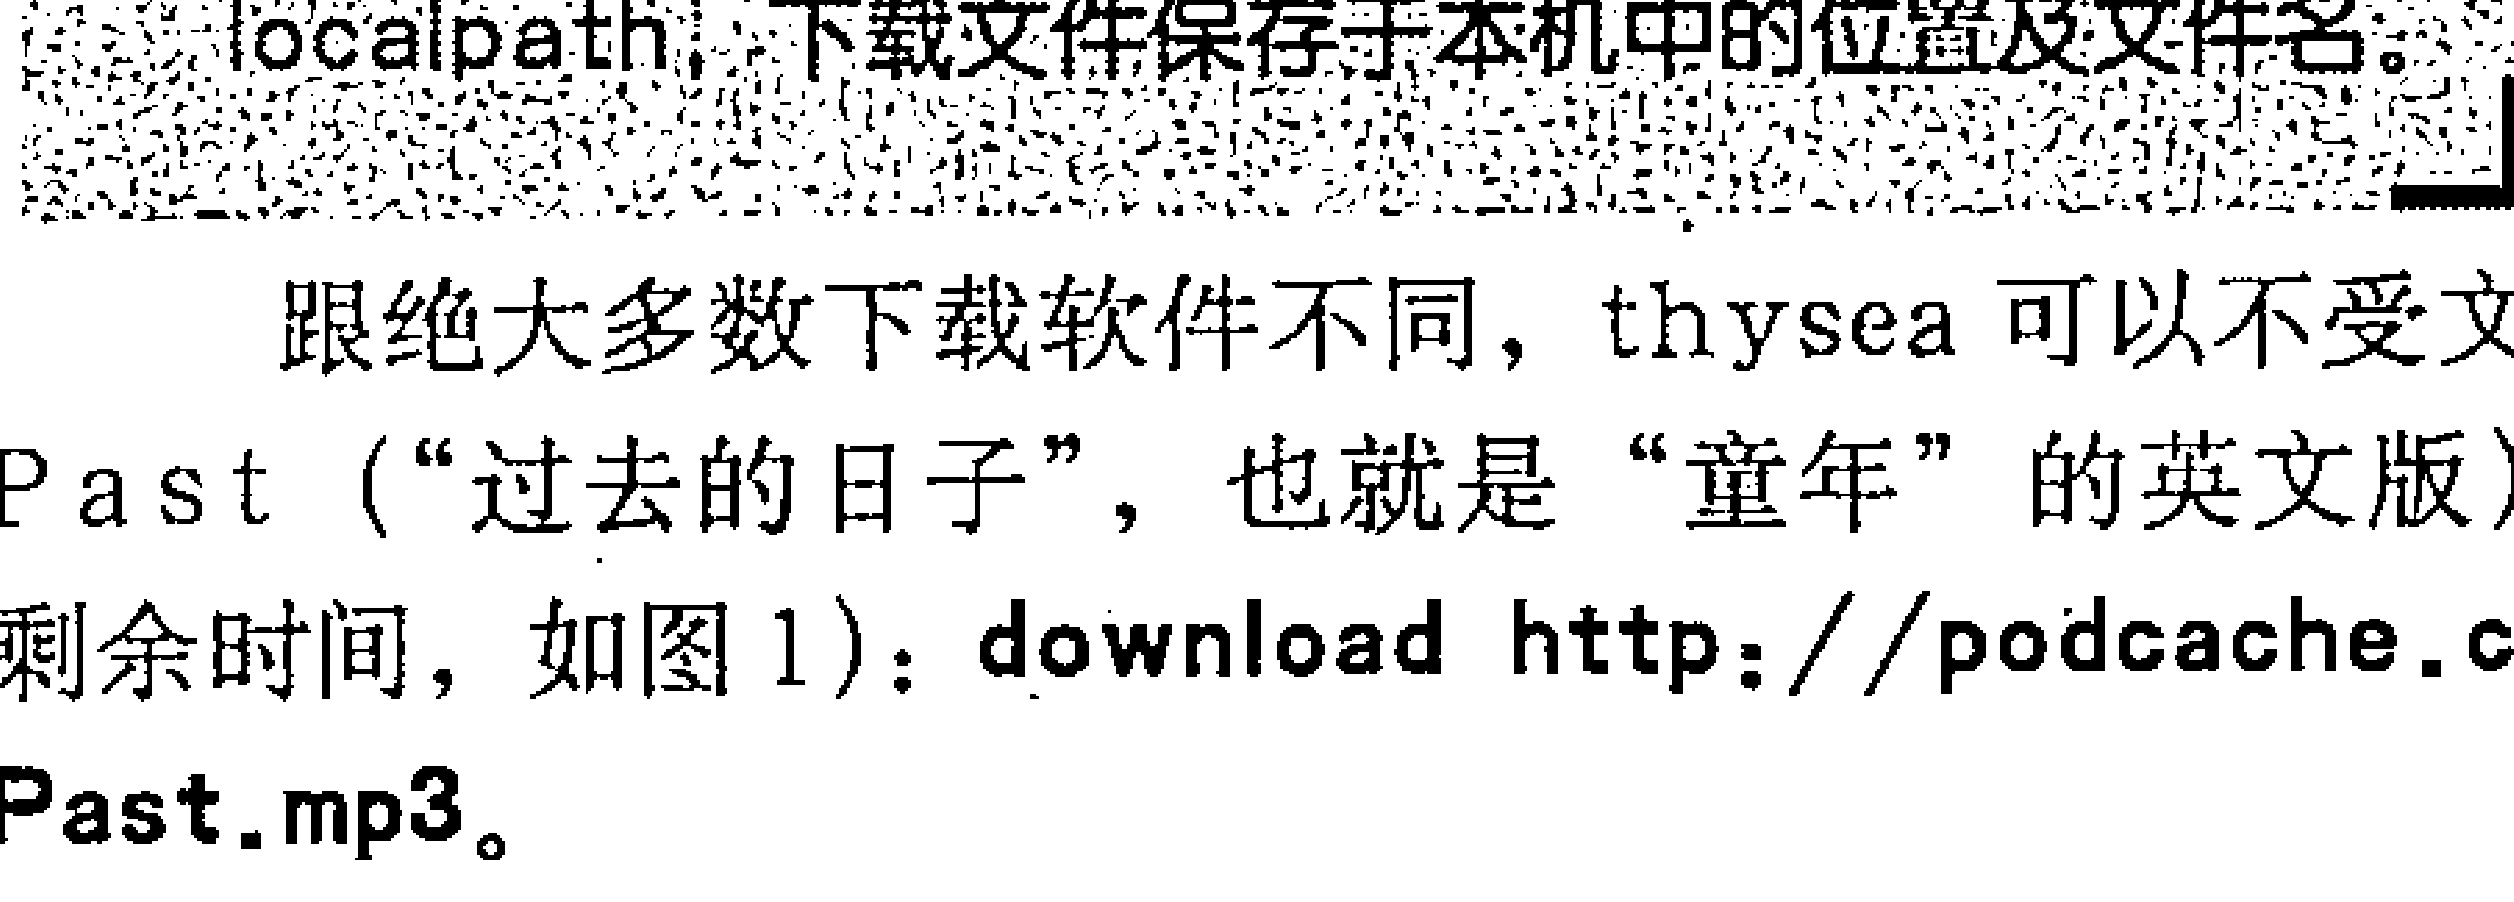 localpath，下载文件保存于本机中的位置及文件名。
跟绝大多数下载软件不同，thysea 可以不受文
Past（“过去的日子”，也就是“童年”的英文版）
剩余时间，如图1）：download http://podcache.c
Past.mp3。